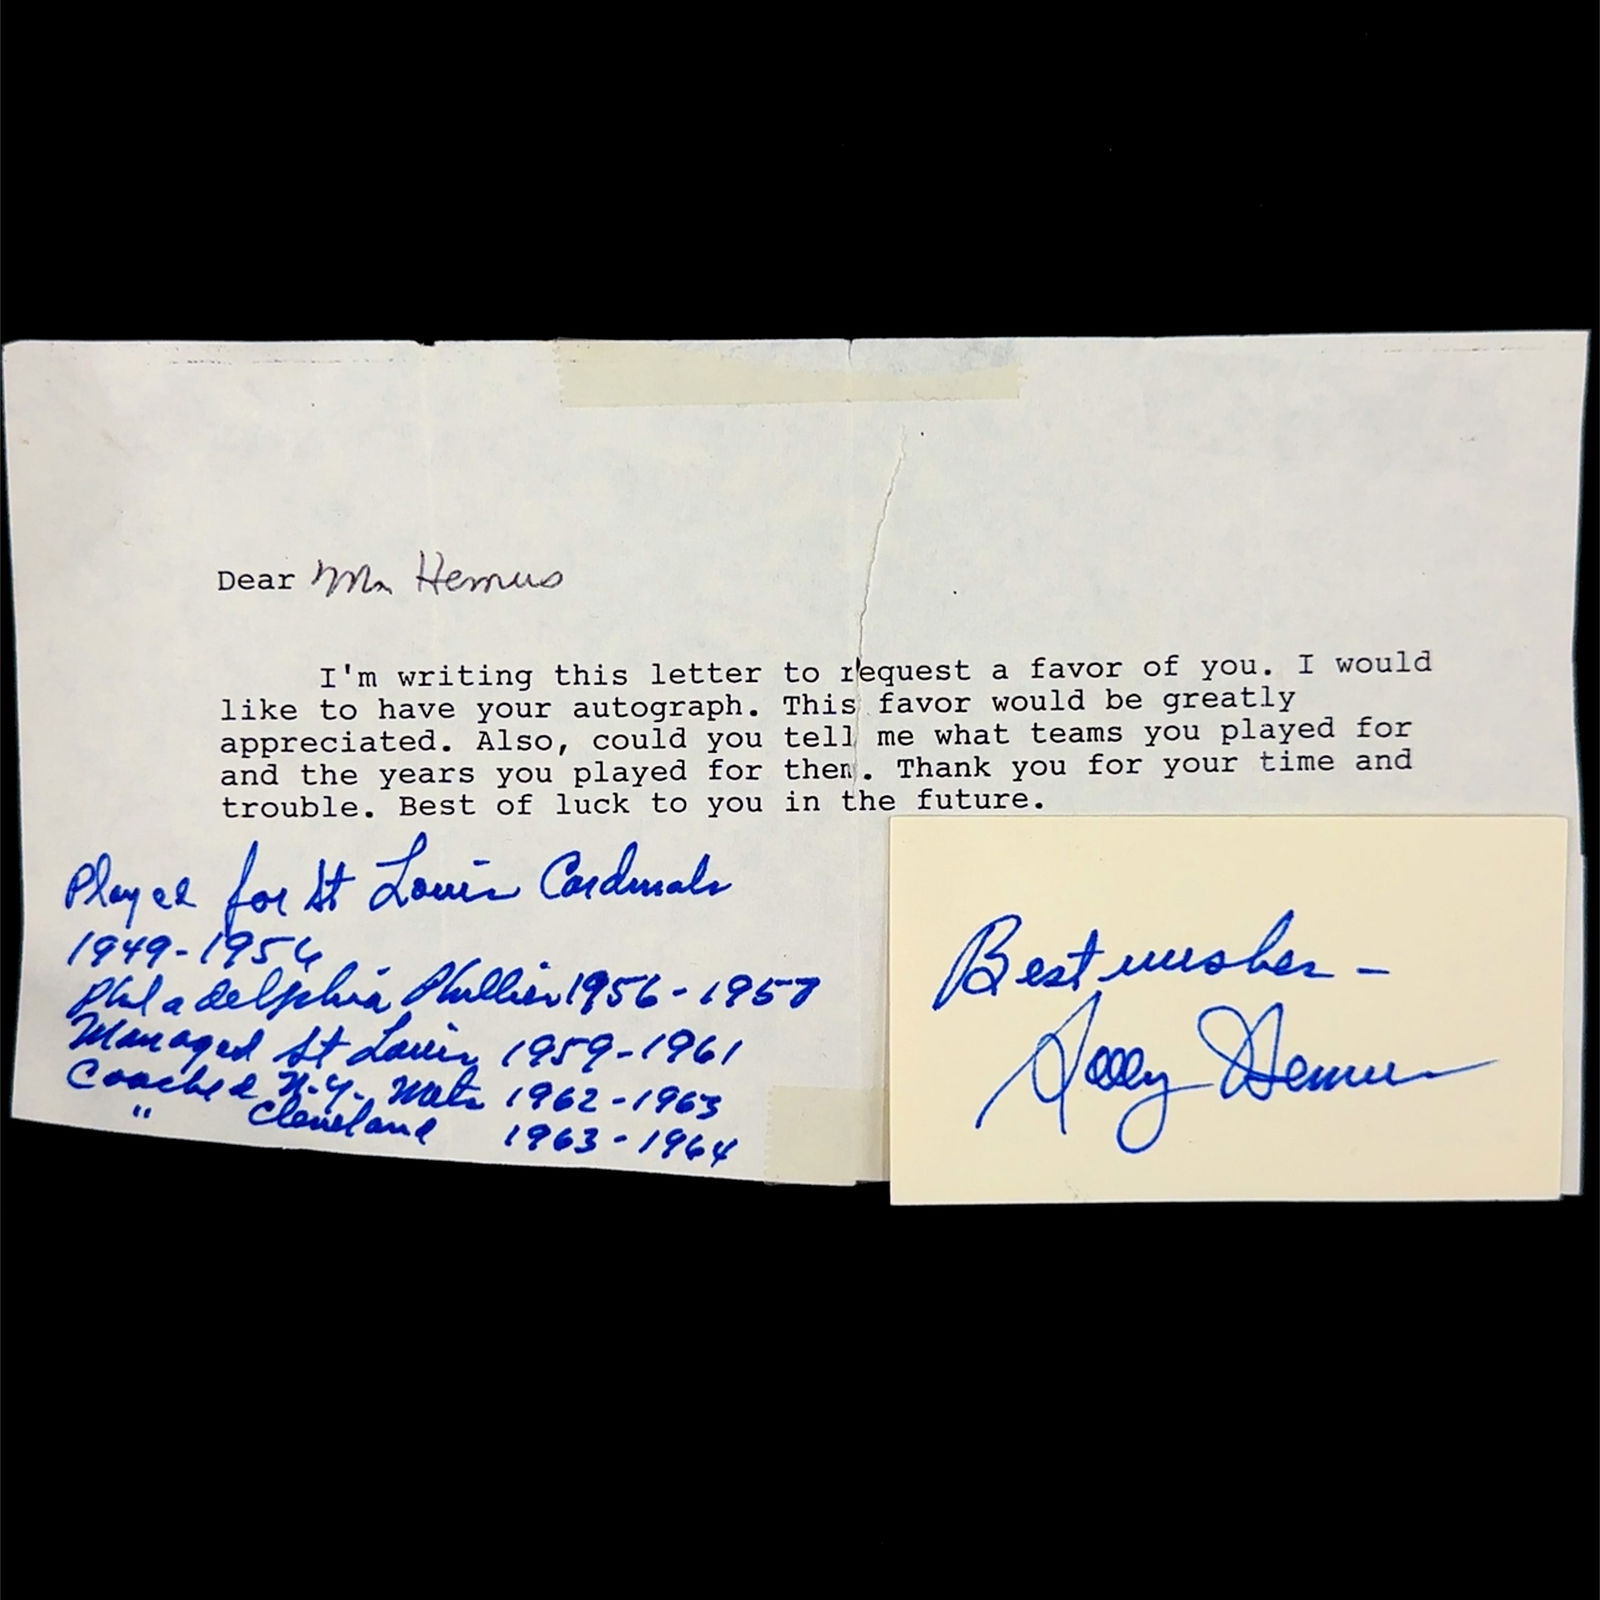 Dear Mr Hemus
I'm writing this letter to request a favor of you. I would
like to have your autograph. This favor would be greatly
appreciated. Also, could you tell me what teams you played for
and the years you played for them. Thank you for your time and
trouble. Best of luck to you in the future.
Played for St Louis Cardinals
1949-1956
Philadelphia Phillies 1956-1957
Managed St Louis 1959-1961
Coached N.Y. Mets 1962-1963
" Cleveland 1963-1964
Best wishes -
Solly Hemus